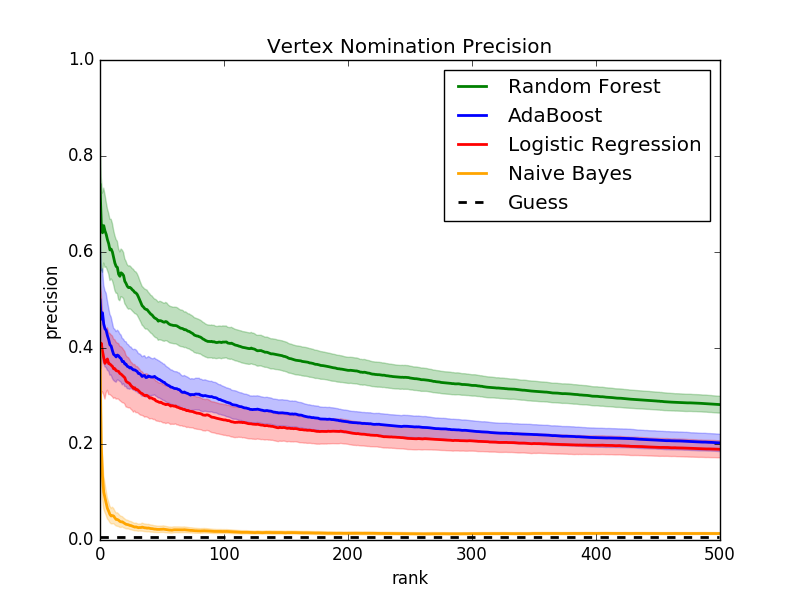 Vertex Nomination Precision
1.0
0.8
0.6
0.4
0.2
0.0
precision
Random Forest
AdaBoost
Logistic Regression
Naive Bayes
Guess
0 100 200 300 400 500
rank